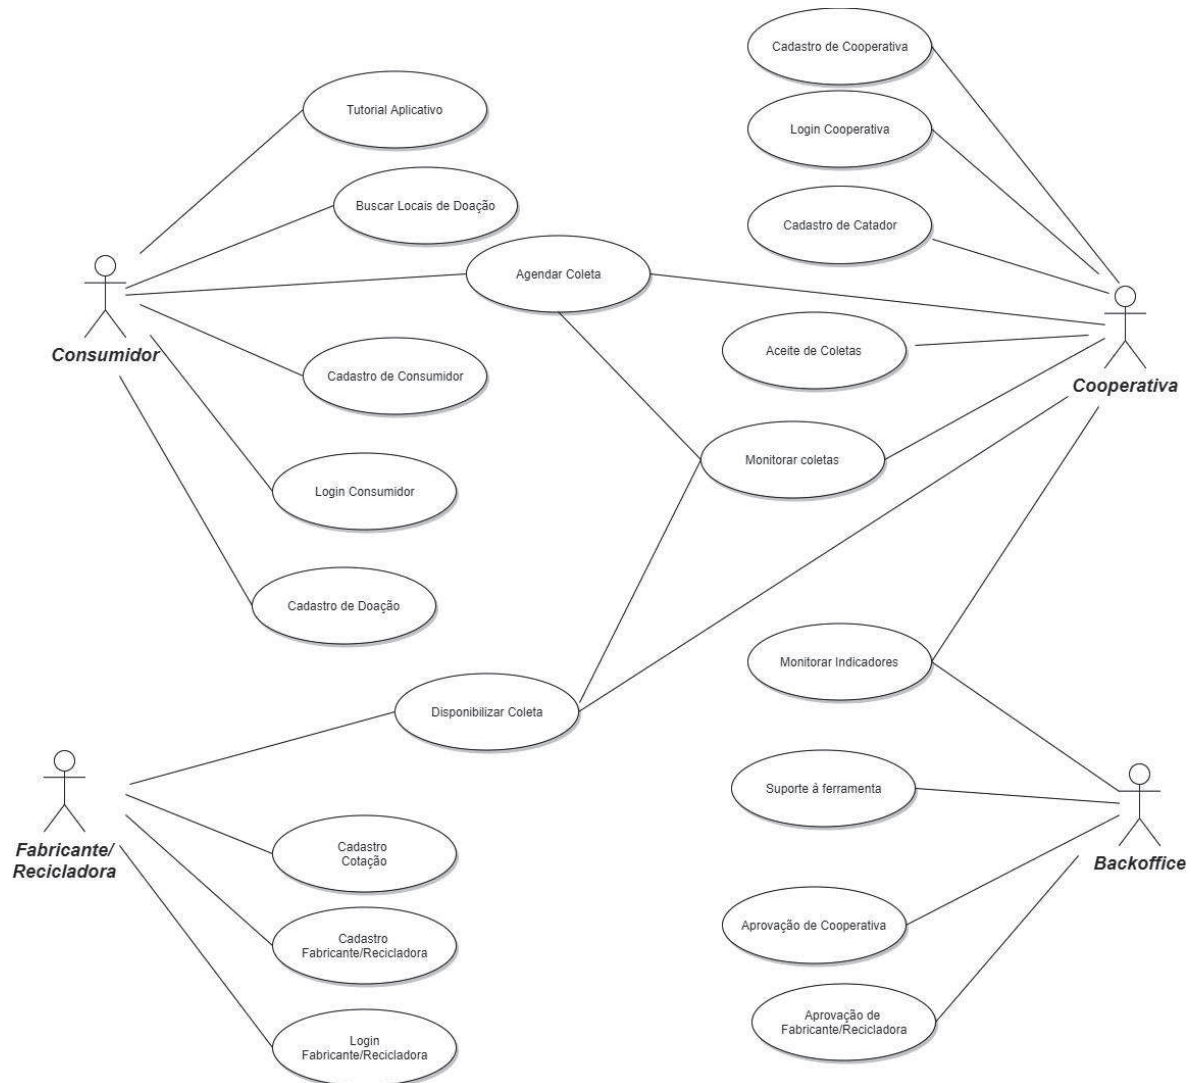 Cadastro de Cooperativa
Tutorial Aplicativo
Login Cooperativa
Buscar Locais de Doação
Cadastro de Catador
Agendar Coleta
Consumidor
Aceite de Coletas
Cooperativa
Cadastro de Consumidor
Monitorar coletas
Login Consumidor
Cadastro de Doação
Monitorar Indicadores
Disponibilizar Coleta
Suporte à ferramenta
Fabricante/
Recicladora
Cadastro
Cotação
Backoffice
Aprovação de Cooperativa
Cadastro
Fabricante/Recicladora
Aprovação de
Fabricante/Recicladora
Login
Fabricante/Recicladora